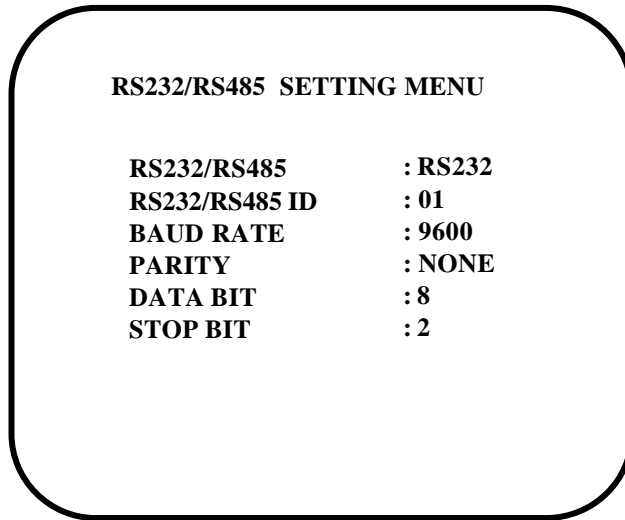 RS232/RS485 SETTING MENU
RS232/RS485 : RS232
RS232/RS485 ID : 01
BAUD RATE : 9600
PARITY : NONE
DATA BIT : 8
STOP BIT : 2